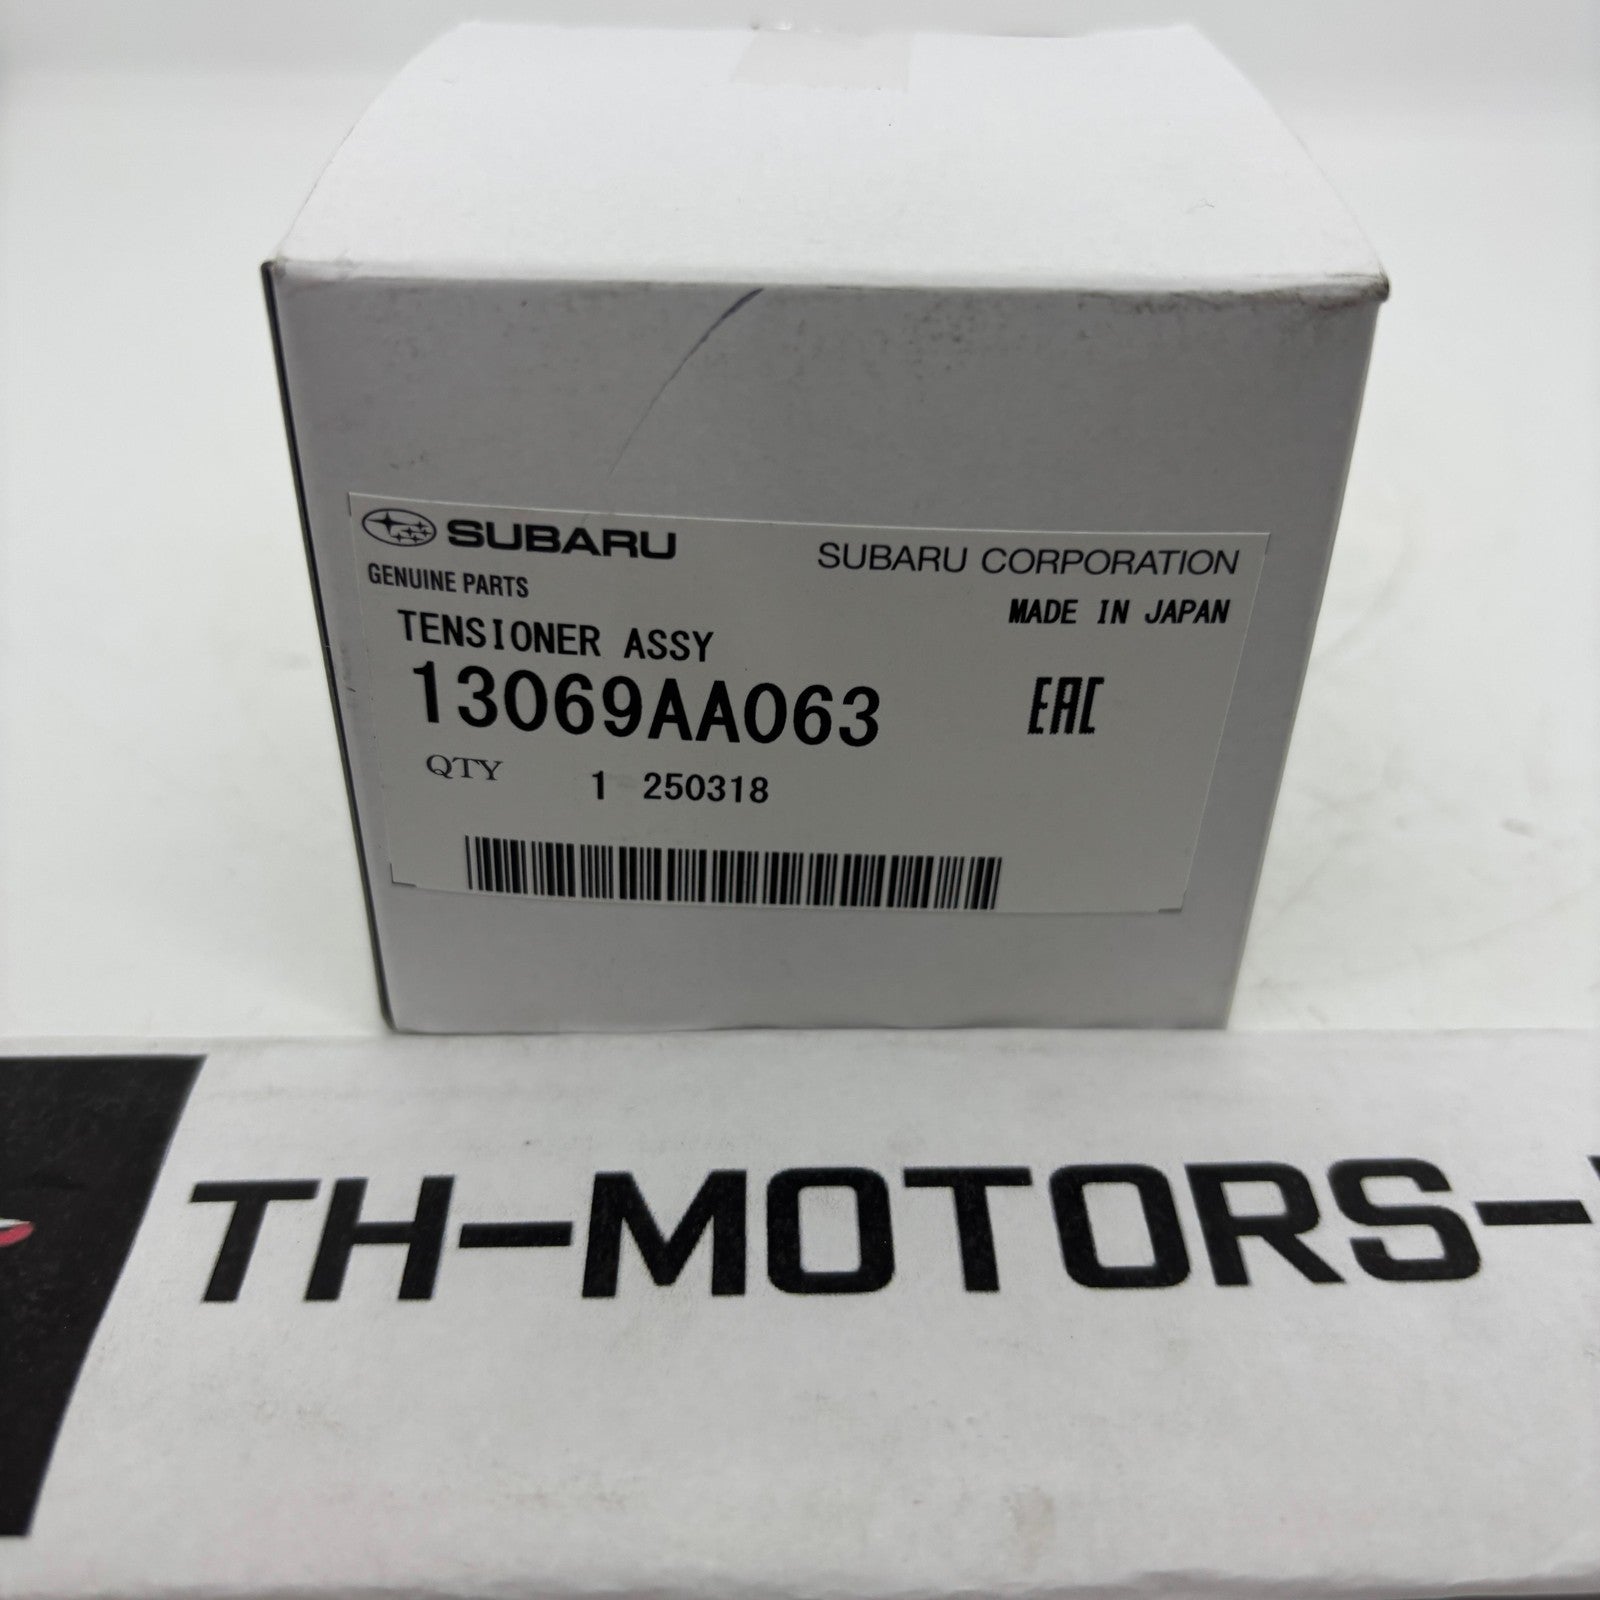 SUBARU
SUBARU CORPORATION
GENUINE PARTS
MADE IN JAPAN
TENSIONER ASSY
13069AA063
EAC
QTY 1 250318
TH-MOTORS-